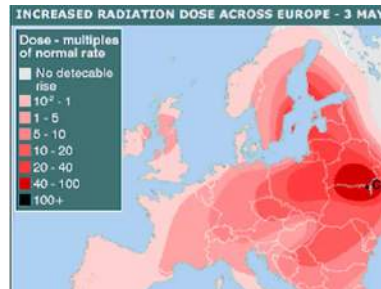 INCREASED RADIATION DOSE ACROSS EUROPE - 3 MAY
Dose - multiples
of normal rate
No detecable
rise
10⁻² - 1
1 - 5
5 - 10
10 - 20
20 - 40
40 - 100
100+
C